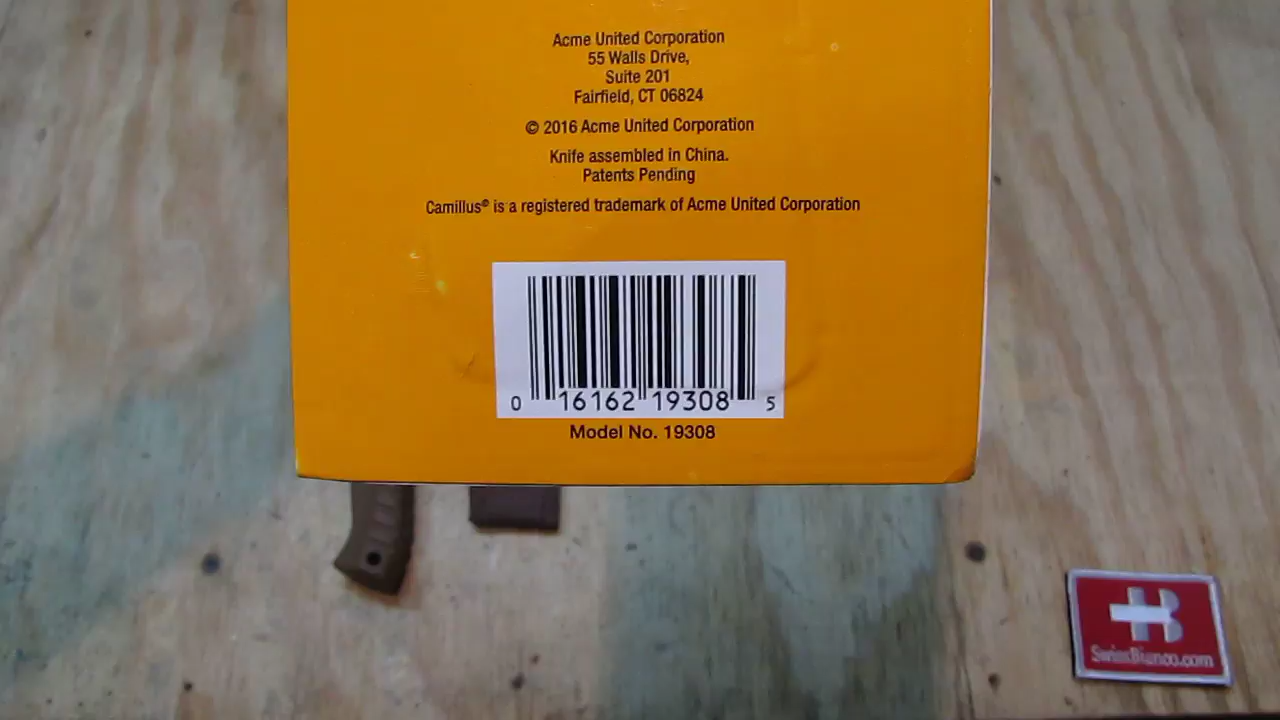 Acme United Corporation
55 Walls Drive,
Suite 201
Fairfield, CT 06824
© 2016 Acme United Corporation
Knife assembled in China.
Patents Pending
Camillus® is a registered trademark of Acme United Corporation
0 16162 19308 5
Model No. 19308
SwissBianco.com